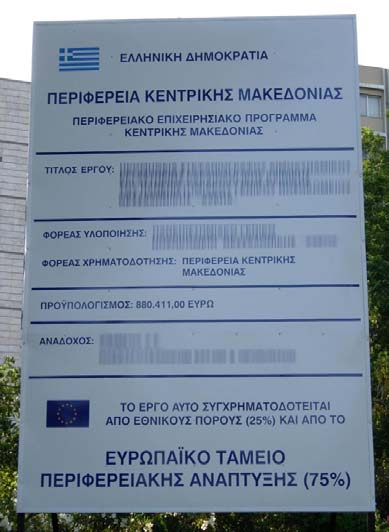 ΕΛΛΗΝΙΚΗ ΔΗΜΟΚΡΑΤΙΑ
ΠΕΡΙΦΕΡΕΙΑ ΚΕΝΤΡΙΚΗΣ ΜΑΚΕΔΟΝΙΑΣ
ΠΕΡΙΦΕΡΕΙΑΚΟ ΕΠΙΧΕΙΡΗΣΙΑΚΟ ΠΡΟΓΡΑΜΜΑ
ΚΕΝΤΡΙΚΗΣ ΜΑΚΕΔΟΝΙΑΣ
ΤΙΤΛΟΣ ΕΡΓΟΥ:
ΦΟΡΕΑΣ ΥΛΟΠΟΙΗΣΗΣ:
ΦΟΡΕΑΣ ΧΡΗΜΑΤΟΔΟΤΗΣΗΣ: ΠΕΡΙΦΕΡΕΙΑ ΚΕΝΤΡΙΚΗΣ
ΜΑΚΕΔΟΝΙΑΣ
ΠΡΟΫΠΟΛΟΓΙΣΜΟΣ: 880.411,00 ΕΥΡΩ
ΑΝΑΔΟΧΟΣ:
ΤΟ ΕΡΓΟ ΑΥΤΟ ΣΥΓΧΡΗΜΑΤΟΔΟΤΕΙΤΑΙ
ΑΠΟ ΕΘΝΙΚΟΥΣ ΠΟΡΟΥΣ (25%) ΚΑΙ ΑΠΟ ΤΟ
ΕΥΡΩΠΑΪΚΟ ΤΑΜΕΙΟ
ΠΕΡΙΦΕΡΕΙΑΚΗΣ ΑΝΑΠΤΥΞΗΣ (75%)